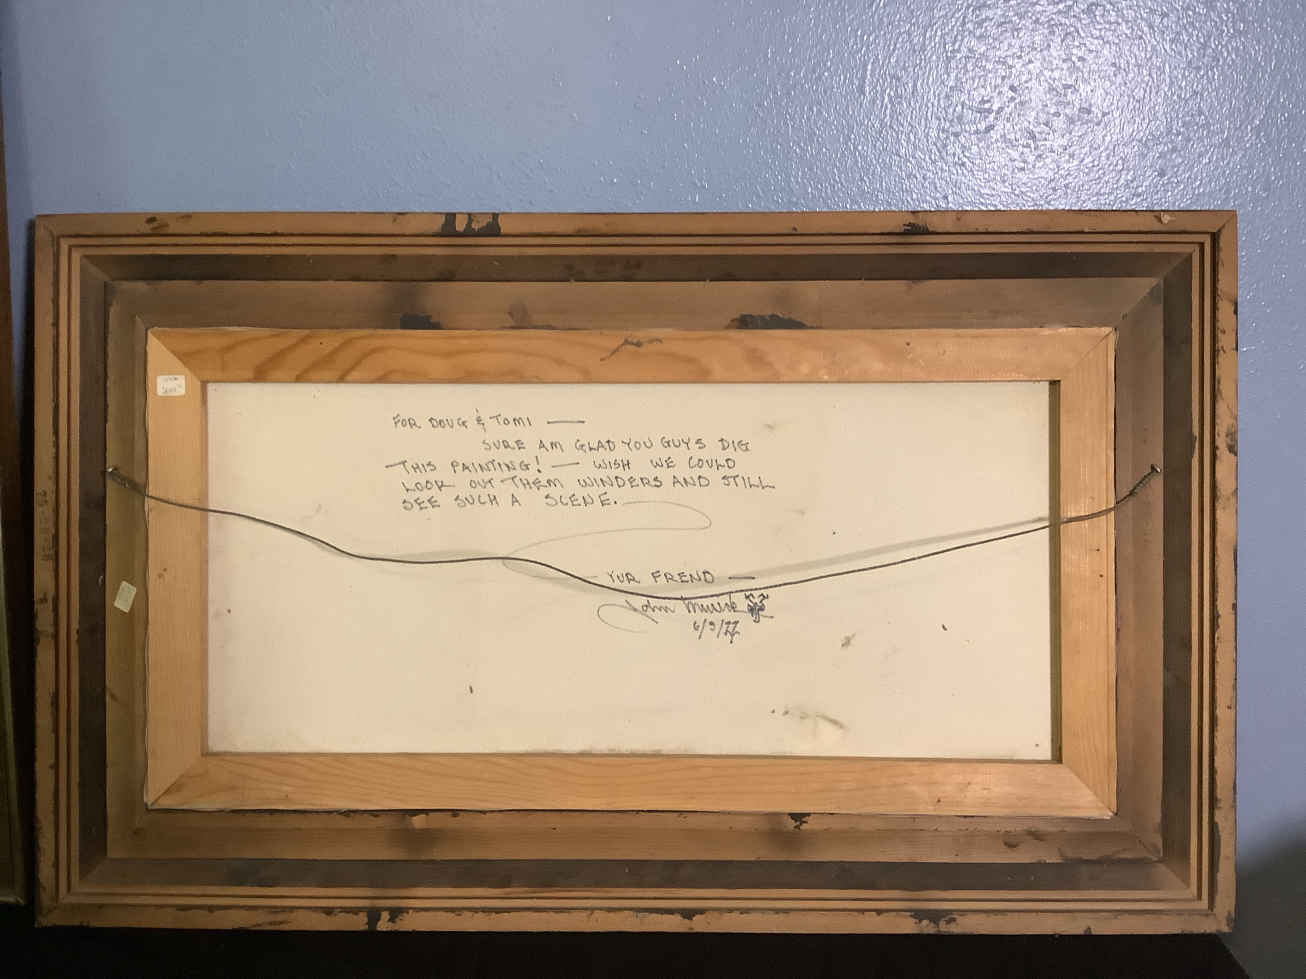 FOR DOUG & TOMI —
SURE AM GLAD YOU GUYS DIG
THIS PAINTING! — WISH WE COULD
LOOK OUT THEM WINDERS AND STILL
SEE SUCH A SCENE.
— YUR FREND —
John
6/9/77